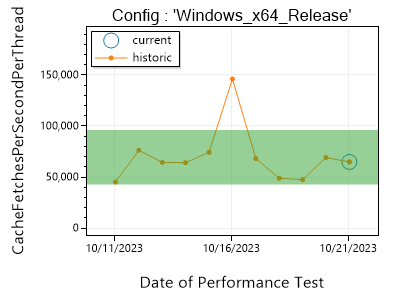 Config : 'Windows_x64_Release'
current
historic
CacheFetchesPerSecondPerThread
150,000
100,000
50,000
0
10/11/2023 10/16/2023 10/21/2023
Date of Performance Test